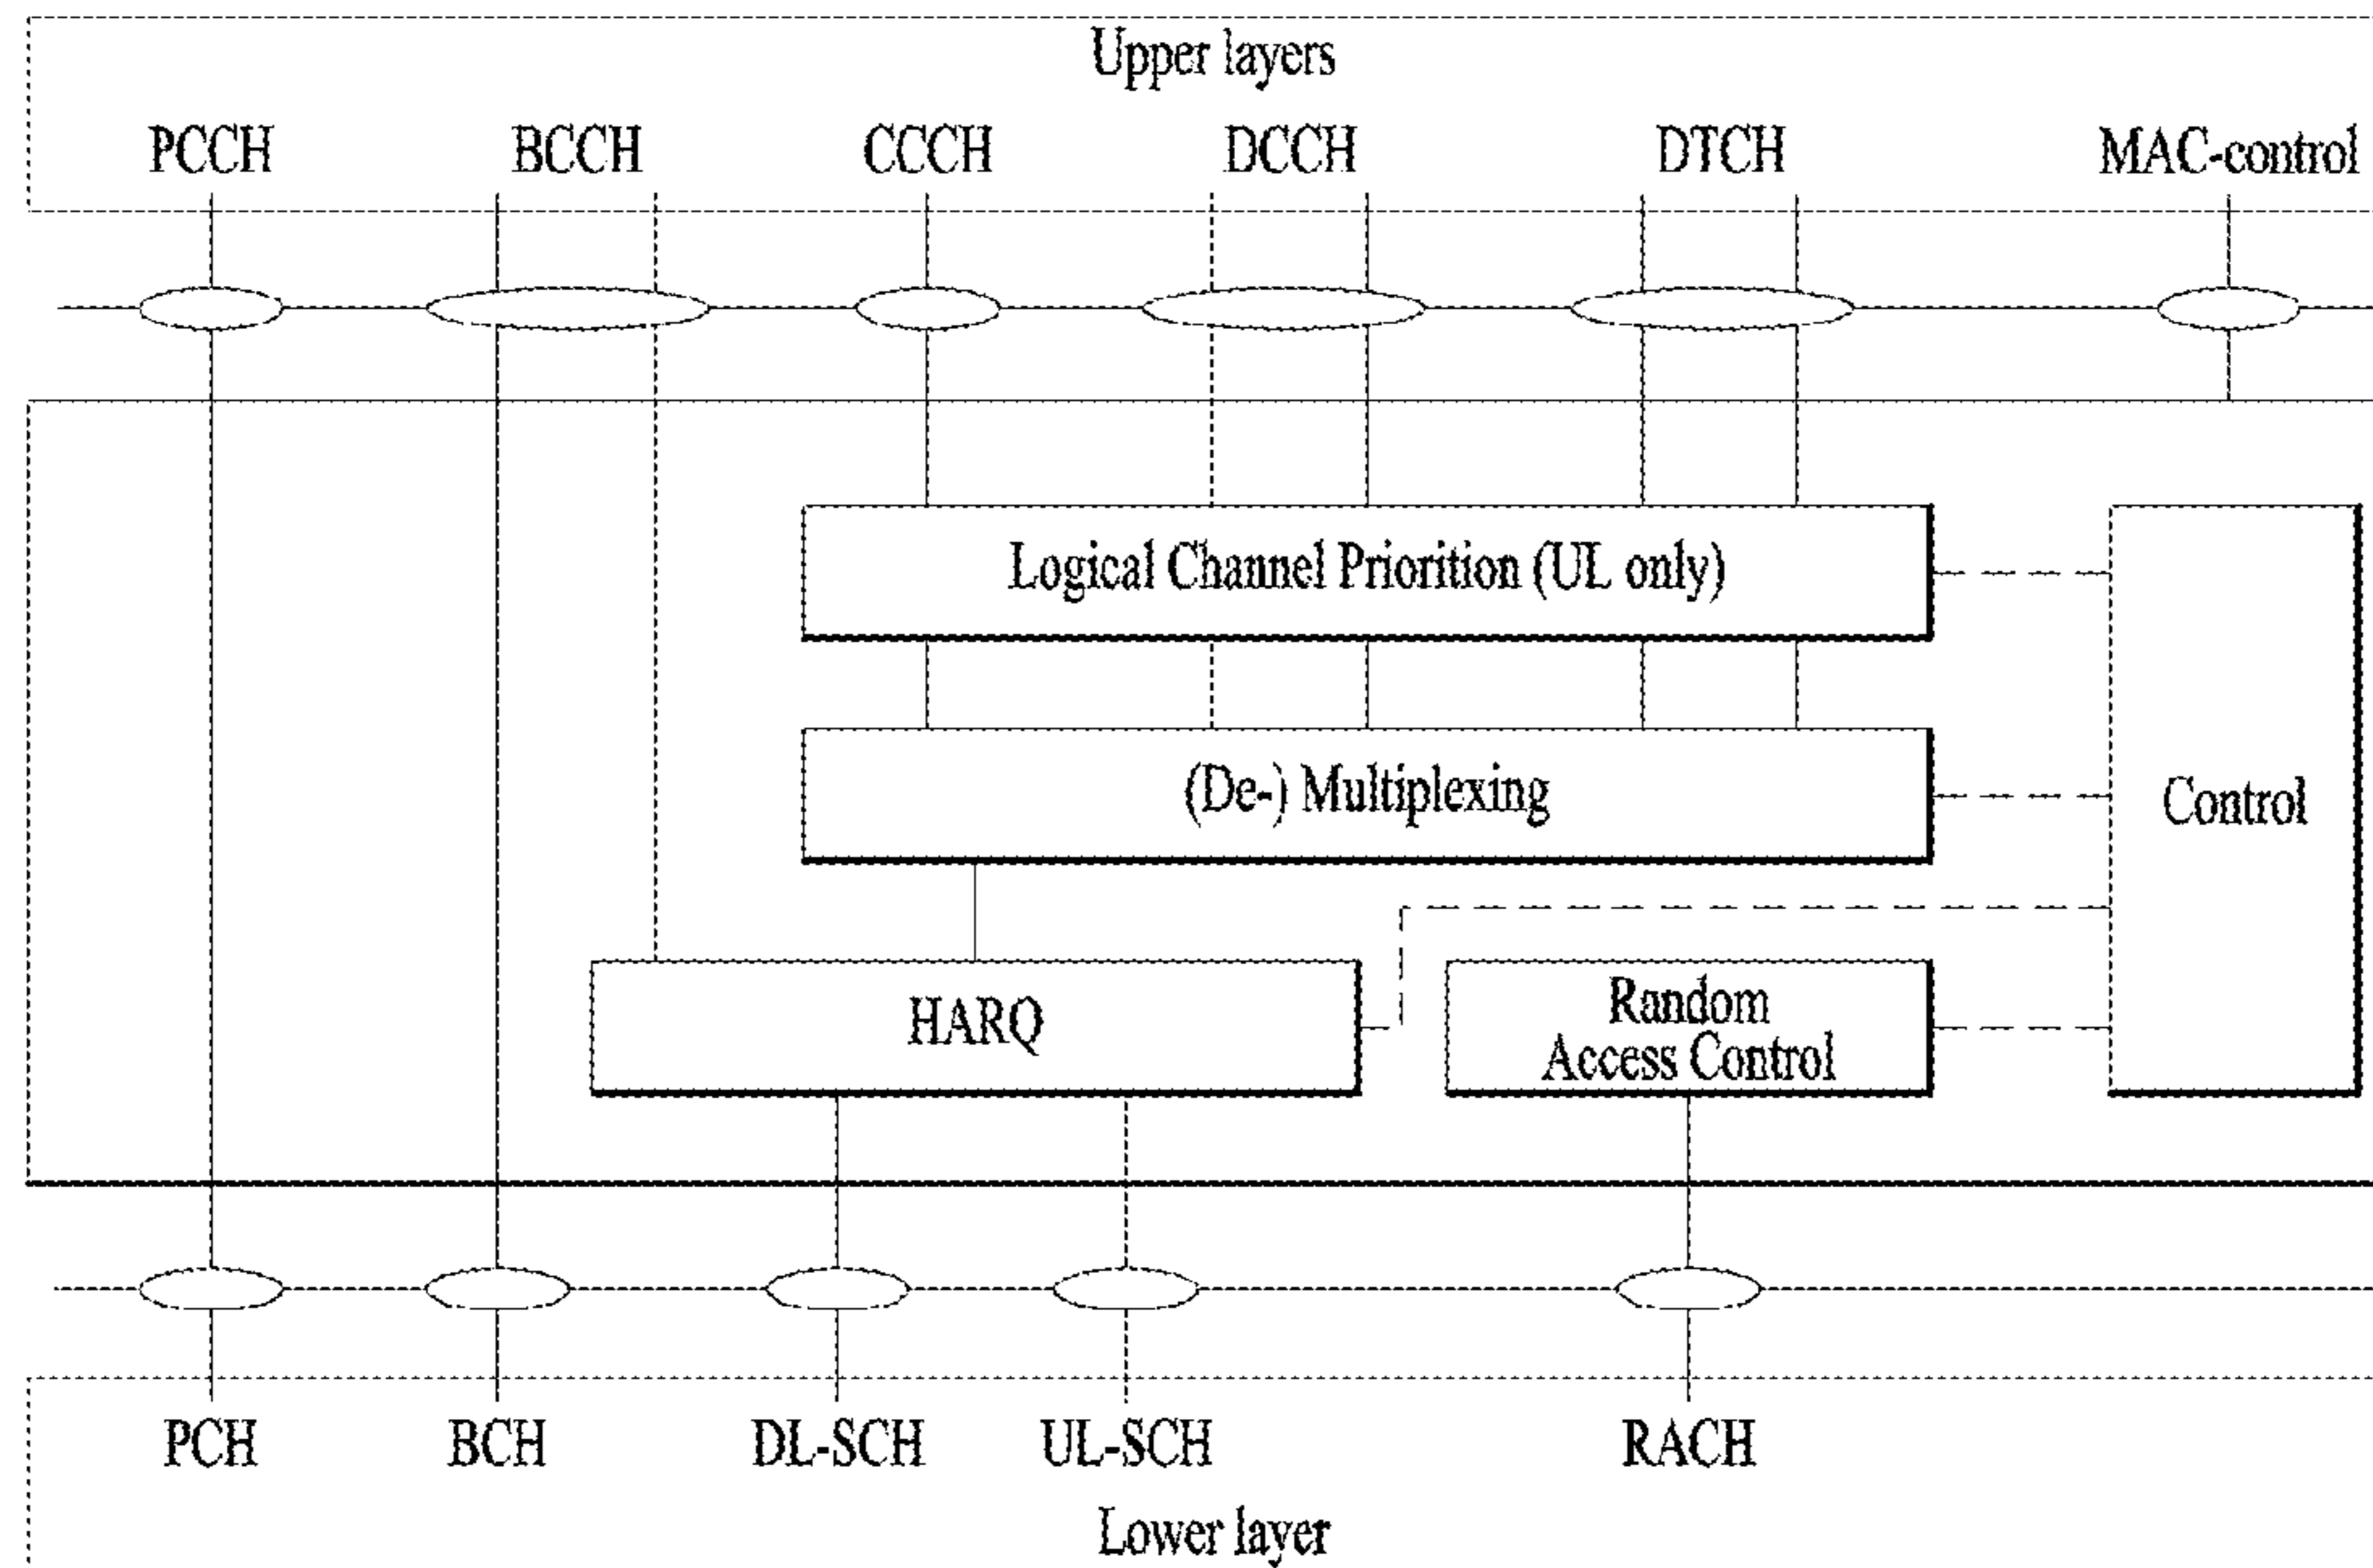 Upper layers
PCCH BCCH CCCH DCCH DTCH MAC-control
Logical Channel Priorition (UL only)
(De-) Multiplexing
Control
HARQ
Random
Access Control
PCH BCH DL-SCH UL-SCH RACH
Lower layer